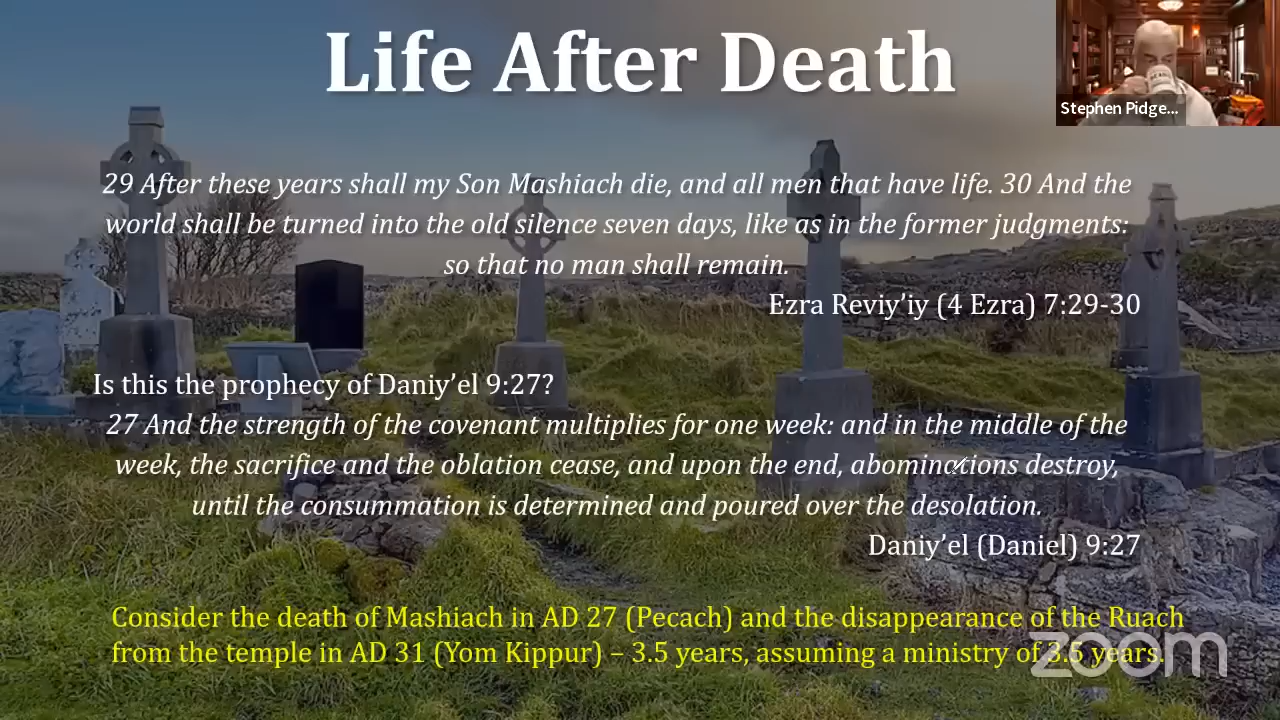 Life After Death
Stephen Pidge...
29 After these years shall my Son Mashiach die, and all men that have life. 30 And the
world shall be turned into the old silence seven days, like as in the former judgments:
so that no man shall remain.
Ezra Reviy’iy (4 Ezra) 7:29-30
Is this the prophecy of Daniy’el 9:27?
27 And the strength of the covenant multiplies for one week: and in the middle of the
week, the sacrifice and the oblation cease, and upon the end, abominations destroy,
until the consummation is determined and poured over the desolation.
Daniy’el (Daniel) 9:27
Consider the death of Mashiach in AD 27 (Pecach) and the disappearance of the Ruach
from the temple in AD 31 (Yom Kippur) – 3.5 years, assuming a ministry of 3.5 years.
zoom